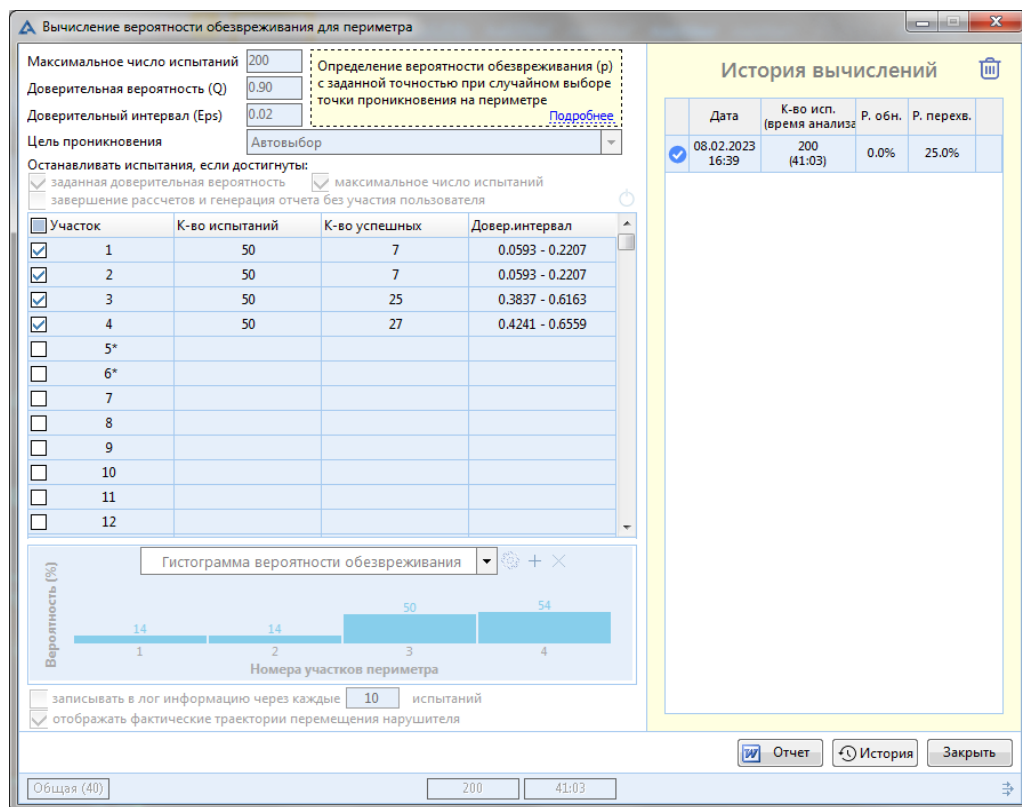 Вычисление вероятности обезвреживания для периметра
Максимальное число испытаний 200
Доверительная вероятность (Q) 0.90
Доверительный интервал (Eps) 0.02
Определение вероятности обезвреживания (p)
с заданной точностью при случайном выборе
точки проникновения на периметре
Подробнее
Цель проникновения Автовыбор
Останавливать испытания, если достигнуты:
заданная доверительная вероятность максимальное число испытаний
завершение рассчетов и генерация отчета без участия пользователя
Участок К-во испытаний К-во успешных Довер.интервал
1 50 7 0.0593 - 0.2207
2 50 7 0.0593 - 0.2207
3 50 25 0.3837 - 0.6163
4 50 27 0.4241 - 0.6559
5*
6*
7
8
9
10
11
12
Гистограмма вероятности обезвреживания
Вероятность (%)
14 14 50 54
1 2 3 4
Номера участков периметра
записывать в лог информацию через каждые 10 испытаний
отображать фактические траектории перемещения нарушителя
История вычислений
Дата К-во исп. (время анализа Р. обн. Р. перехв.
08.02.2023 16:39 200 (41:03) 0.0% 25.0%
Отчет История Закрыть
Общая (40) 200 41:03